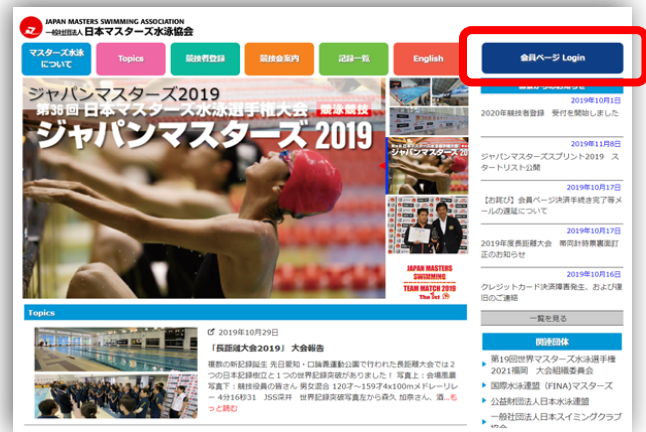 JAPAN MASTERS SWIMMING ASSOCIATION
一般社団法人 日本マスターズ水泳協会
マスターズ水泳
について
Topics
競技者登録
競技会案内
記録一覧
English
会員ページ Login
ジャパンマスターズ2019
第36回 日本マスターズ水泳選手権大会 競泳競技
ジャパンマスターズ 2019
ジャパンマスターズ20
JAPAN MASTERS
SWIMMING
TEAM MATCH 2019
The 1st
2019年10月1日
2020年競技者登録 受付を開始しました
2019年11月8日
ジャパンマスターズスプリント2019 ス
タートリスト公開
2019年10月17日
【お詫び】会員ページ決済手続き完了等メ
ールの遅延について
2019年10月17日
2019年度長距離大会 帯同計時票裏面訂
正のお知らせ
2019年10月16日
クレジットカード決済障害発生、および復
旧のご連絡
一覧を見る
関連団体
第19回世界マスターズ水泳選手権
2021福岡 大会組織委員会
国際水泳連盟（FINA)マスターズ
公益財団法人日本水泳連盟
一般社団法人日本スイミングクラブ
協会
Topics
2019年10月29日
「長距離大会2019」 大会報告
複数の新記録誕生 先日愛知・口論義運動公園で行われた長距離大会では２
つの日本記録樹立と１つの世界記録突破がありました！ 写真上：会場風景
写真下：競技役員の皆さん 男女混合 120才～159才4x100mメドレーリレ
ー 4分16秒31 JSS深井 世界記録突破写真左から森久 加奈さん、酒...も
っと読む